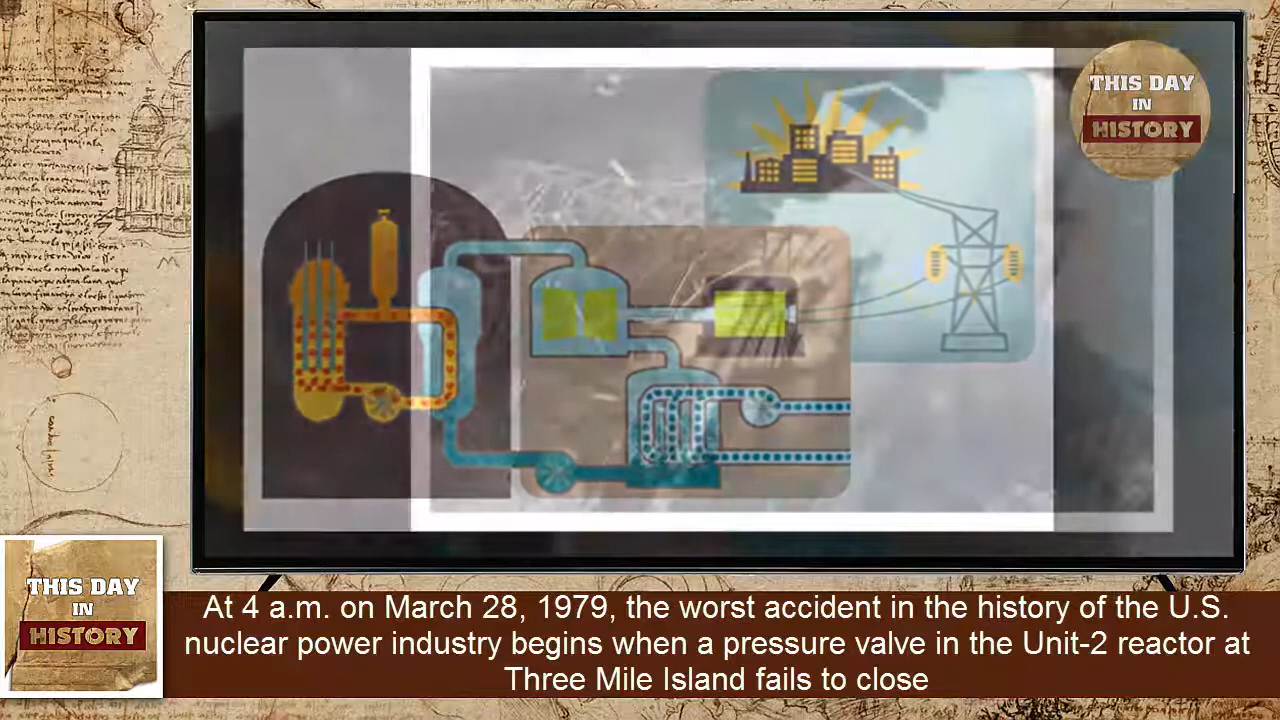 THIS DAY
IN
HISTORY
THIS DAY
IN
HISTORY
At 4 a.m. on March 28, 1979, the worst accident in the history of the U.S.
nuclear power industry begins when a pressure valve in the Unit-2 reactor at
Three Mile Island fails to close